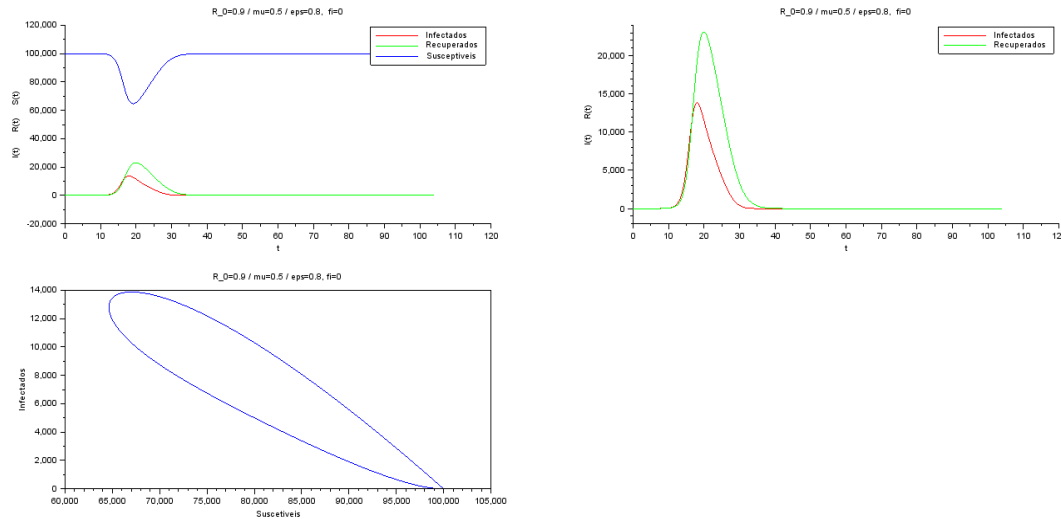 R_0=0.9 / mu=0.5 / eps=0.8, fi=0
120,000
100,000
80,000
60,000
40,000
20,000
0
-20,000
I(t) R(t) S(t)
Infectados
Recuperados
Susceptiveis
0 10 20 30 40 50 60 70 80 90 100 110 120
t
R_0=0.9 / mu=0.5 / eps=0.8, fi=0
20,000
15,000
10,000
5,000
0
I(t) R(t)
Infectados
Recuperados
0 10 20 30 40 50 60 70 80 90 100 110 120
t
R_0=0.9 / mu=0.5 / eps=0.8, fi=0
14,000
12,000
10,000
8,000
6,000
4,000
2,000
0
Infectados
60,000 65,000 70,000 75,000 80,000 85,000 90,000 95,000 100,000 105,000
Suscetiveis